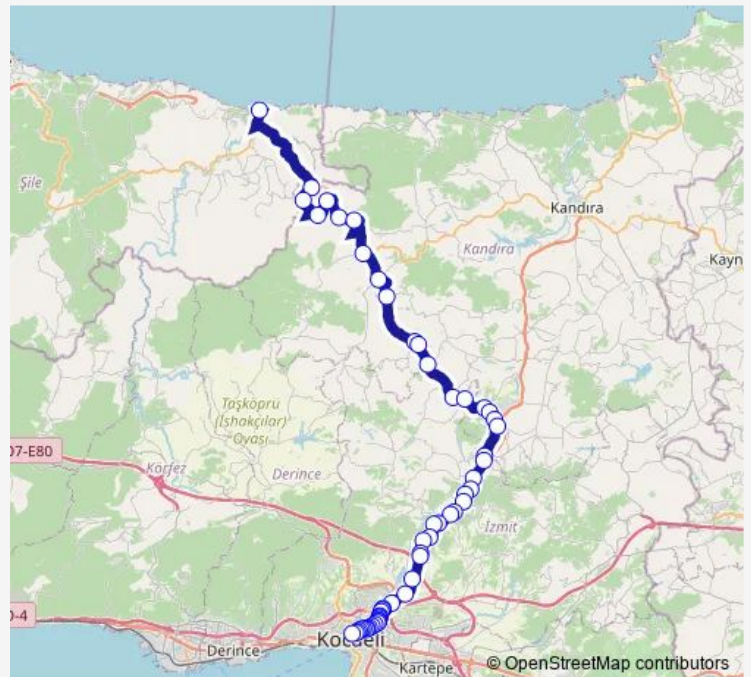 Şile
Kandıra
Kandıra
Kayn
Taşköprü
(İshakçılar)
Ovası
07-E80
Körfez
Derince
İzmit
0-4
Kocaeli
Derince
Kartepe
© OpenStreetMap contributors